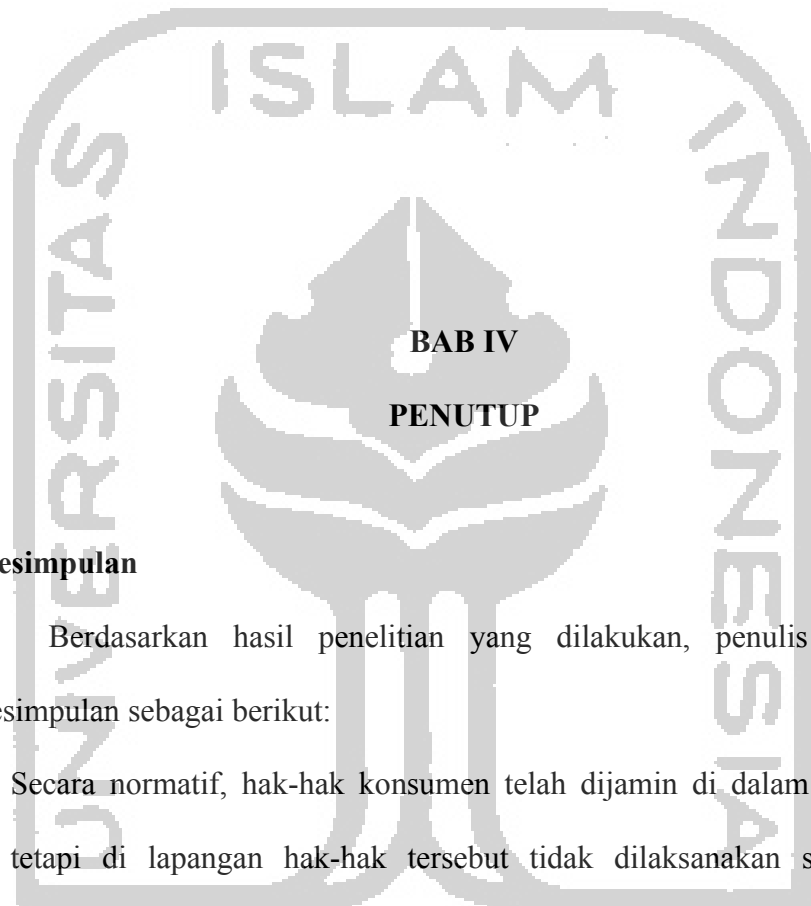 UNIVERSITAS
ISLAM
INDONESIA
BAB IV
PENUTUP
esimpulan
Berdasarkan hasil penelitian yang dilakukan, penulis
esimpulan sebagai berikut:
Secara normatif, hak-hak konsumen telah dijamin di dalam
tetapi di lapangan hak-hak tersebut tidak dilaksanakan s